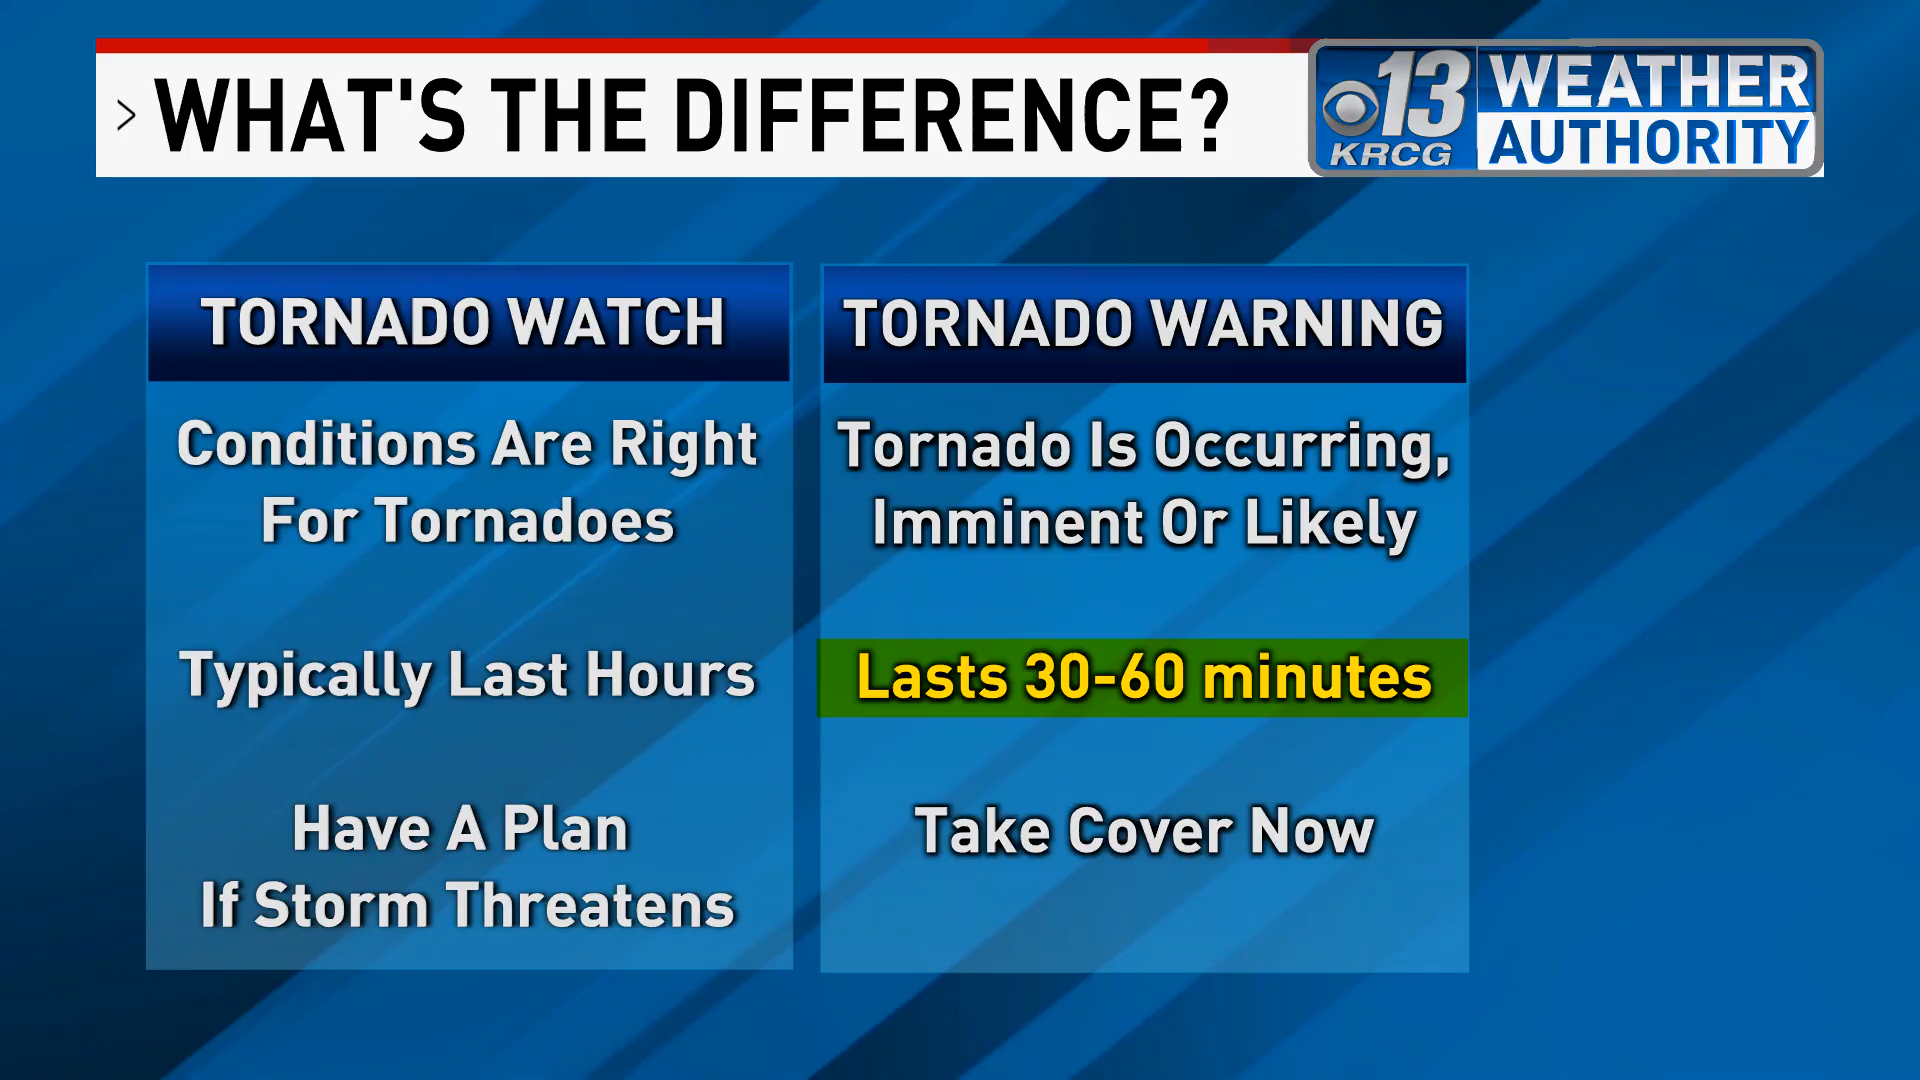 > WHAT'S THE DIFFERENCE?
13
KRCG
WEATHER
AUTHORITY
TORNADO WATCH
Conditions Are Right
For Tornadoes
Typically Last Hours
Have A Plan
If Storm Threatens
TORNADO WARNING
Tornado Is Occurring,
Imminent Or Likely
Lasts 30-60 minutes
Take Cover Now